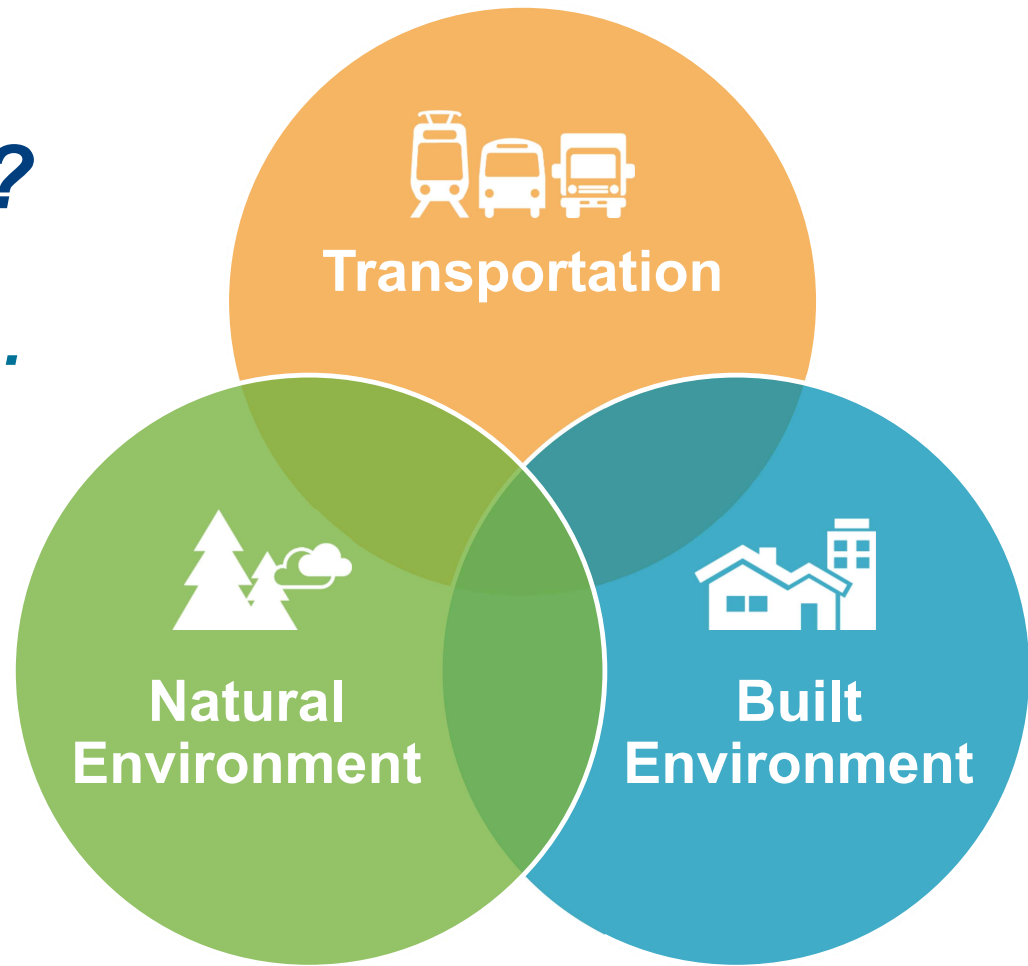 ?
Transportation
.
Natural
Environment
Built
Environment